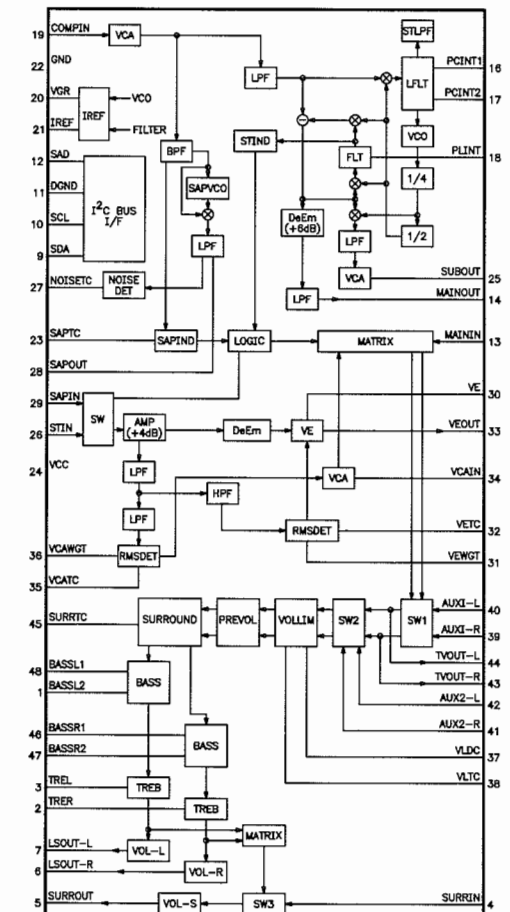 19 COMPIN VCA STLPF
22 GND LPF LFLT PCINT1 16
20 VGR VCO PCINT2 17
IREF
21 IREF FILTER STIND VCO
12 SAD BPF FLT PLINT 18
11 DGND SAPVCO 1/4
I²C BUS
I/F
10 SCL DeEm
(+6dB) 1/2
9 SDA LPF LPF
27 NOISETC NOISE
DET VCA SUBOUT 25
LPF MAINOUT 14
23 SAPTC SAPIND LOGIC MATRIX MAININ 13
28 SAPOUT
29 SAPIN VE 30
SW AMP
(+4dB) DeEm VE VEOUT 33
26 STIN
24 VCC LPF VCA VCAIN 34
HPF
LPF RMSDET VETC 32
36 VCAWGT RMSDET VEWGT 31
35 VCATC
45 SURRTC SURROUND PREVOL VOLLIM SW2 SW1 AUXI-L 40
AUXI-R 39
TVOUT-L 44
48 BASSL1 BASS TVOUT-R 43
1 BASSL2 AUX2-L 42
46 BASSR1 AUX2-R 41
47 BASSR2 BASS VLDC 37
3 TREL TREB VLTC 38
2 TRER TREB
MATRIX
7 LSOUT-L VOL-L
6 LSOUT-R VOL-R
5 SURROUT VOL-S SW3 SURRIN 4